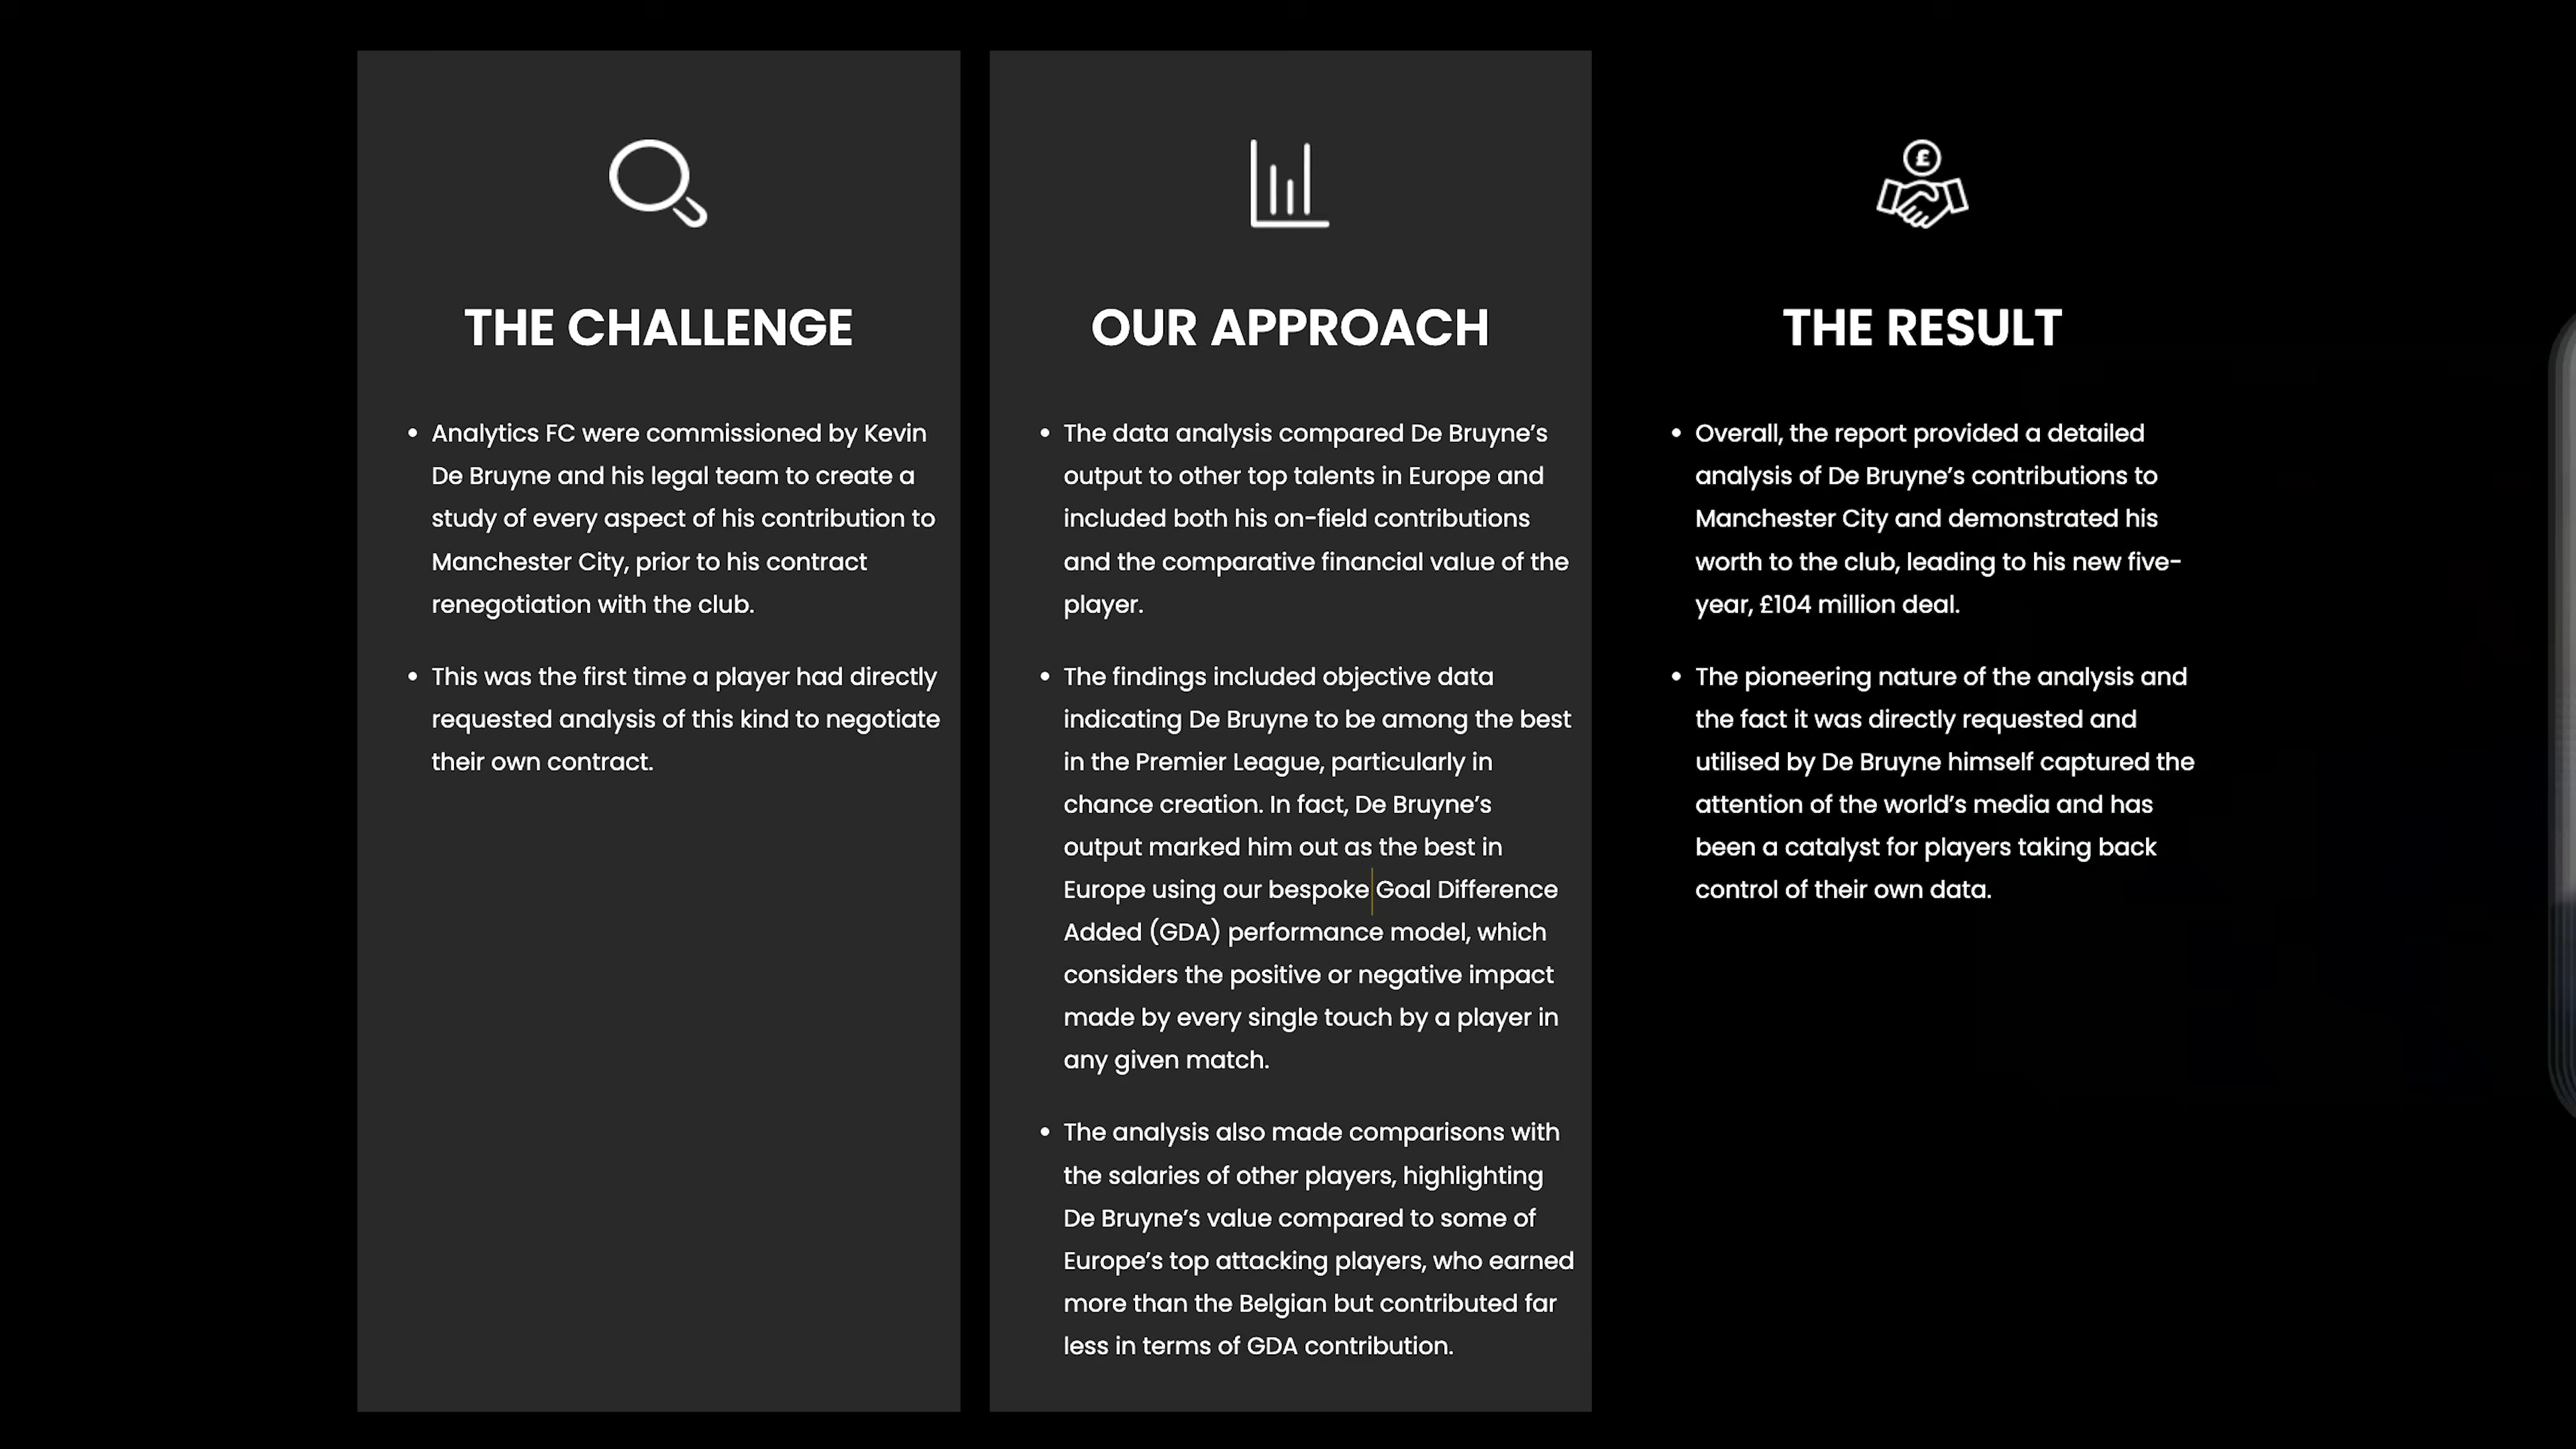 THE CHALLENGE
Analytics FC were commissioned by Kevin
De Bruyne and his legal team to create a
study of every aspect of his contribution to
Manchester City, prior to his contract
renegotiation with the club.
This was the first time a player had directly
requested analysis of this kind to negotiate
their own contract.
OUR APPROACH
The data analysis compared De Bruyne’s
output to other top talents in Europe and
included both his on-field contributions
and the comparative financial value of the
player.
The findings included objective data
indicating De Bruyne to be among the best
in the Premier League, particularly in
chance creation. In fact, De Bruyne’s
output marked him out as the best in
Europe using our bespoke Goal Difference
Added (GDA) performance model, which
considers the positive or negative impact
made by every single touch by a player in
any given match.
The analysis also made comparisons with
the salaries of other players, highlighting
De Bruyne’s value compared to some of
Europe’s top attacking players, who earned
more than the Belgian but contributed far
less in terms of GDA contribution.
£
THE RESULT
Overall, the report provided a detailed
analysis of De Bruyne’s contributions to
Manchester City and demonstrated his
worth to the club, leading to his new five-
year, £104 million deal.
The pioneering nature of the analysis and
the fact it was directly requested and
utilised by De Bruyne himself captured the
attention of the world’s media and has
been a catalyst for players taking back
control of their own data.